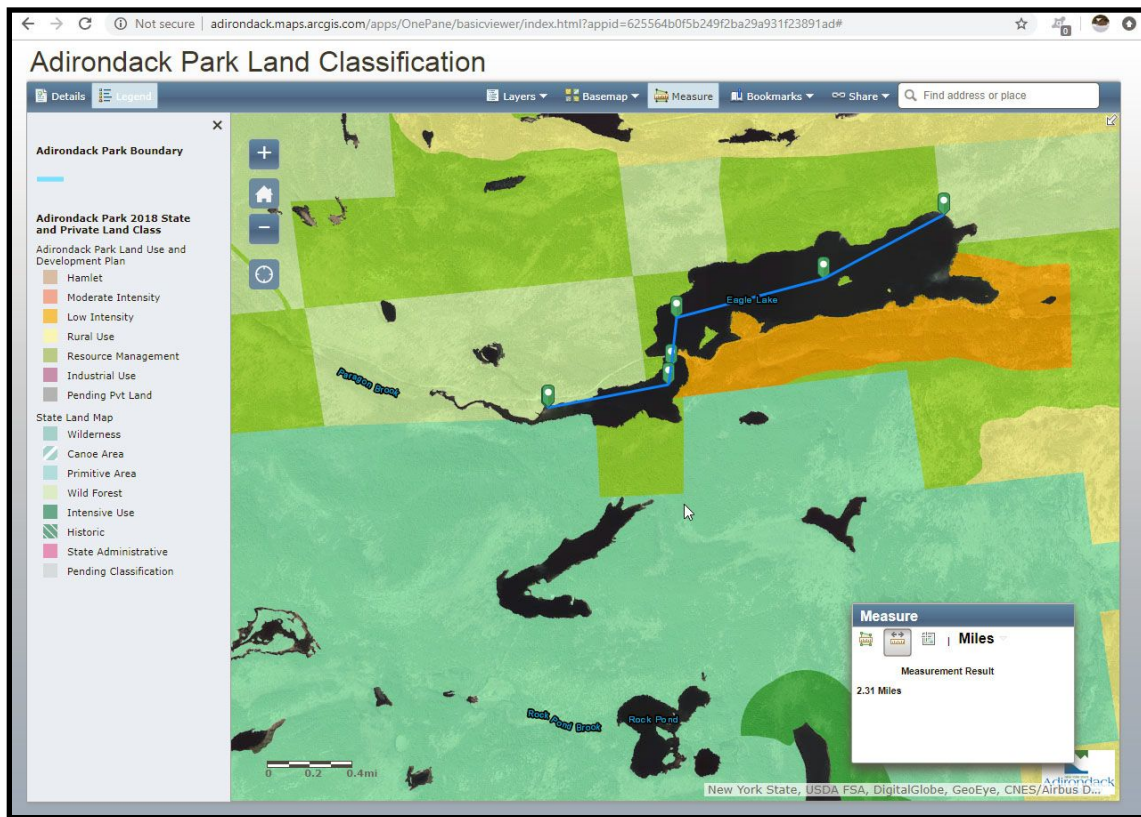 Not secure | adirondack.maps.arcgis.com/apps/OnePane/basicviewer/index.html?appid=625564b0f5b249f2ba29a931f23891ad#
0
Adirondack Park Land Classification
Details Legend Layers Basemap Measure Bookmarks Share Find address or place
Adirondack Park Boundary
Adirondack Park 2018 State
and Private Land Class
Adirondack Park Land Use and
Development Plan
Hamlet
Moderate Intensity
Low Intensity
Rural Use
Resource Management
Industrial Use
Pending Pvt Land
State Land Map
Wilderness
Canoe Area
Primitive Area
Wild Forest
Intensive Use
Historic
State Administrative
Pending Classification
Eagle Lake
Paragon Brook
Rock Pond Brook
Rock Pond
0 0.2 0.4mi
Measure
| Miles
Measurement Result
2.31 Miles
Adirondack
New York State, USDA FSA, DigitalGlobe, GeoEye, CNES/Airbus D...